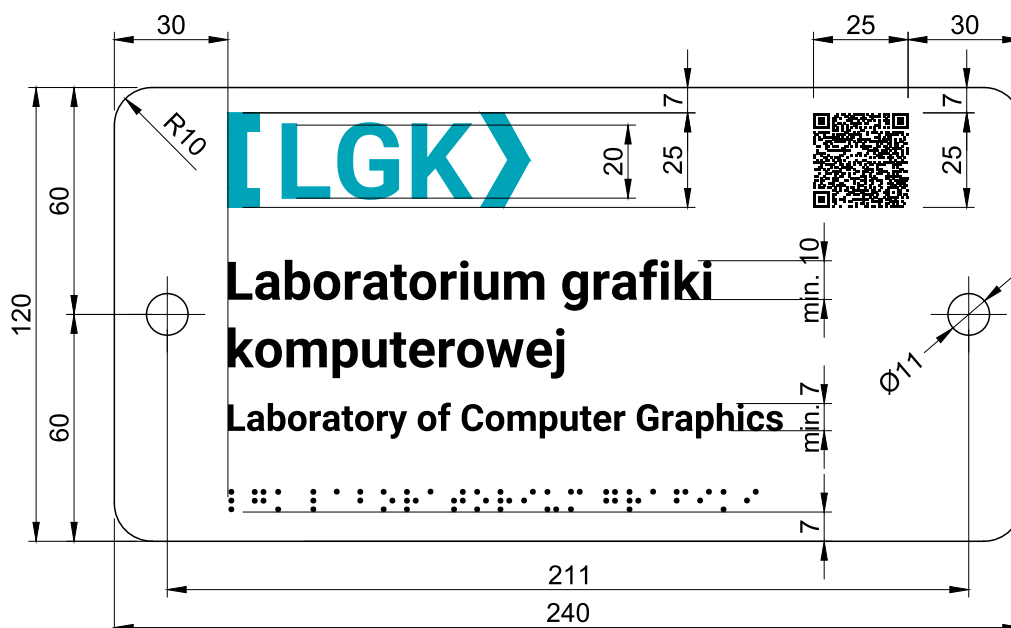 30 25 30
7 7
R10
[LGK⟩
20 25 25
60
Laboratorium grafiki
min. 10
120
komputerowej
Ø11
min. 7
Laboratory of Computer Graphics
60
⠇⠛⠅ ⠇⠁⠃⠕⠗⠁⠞⠕⠗⠊⠥⠍ ⠛⠗⠁⠋⠊⠅⠊
7
211
240